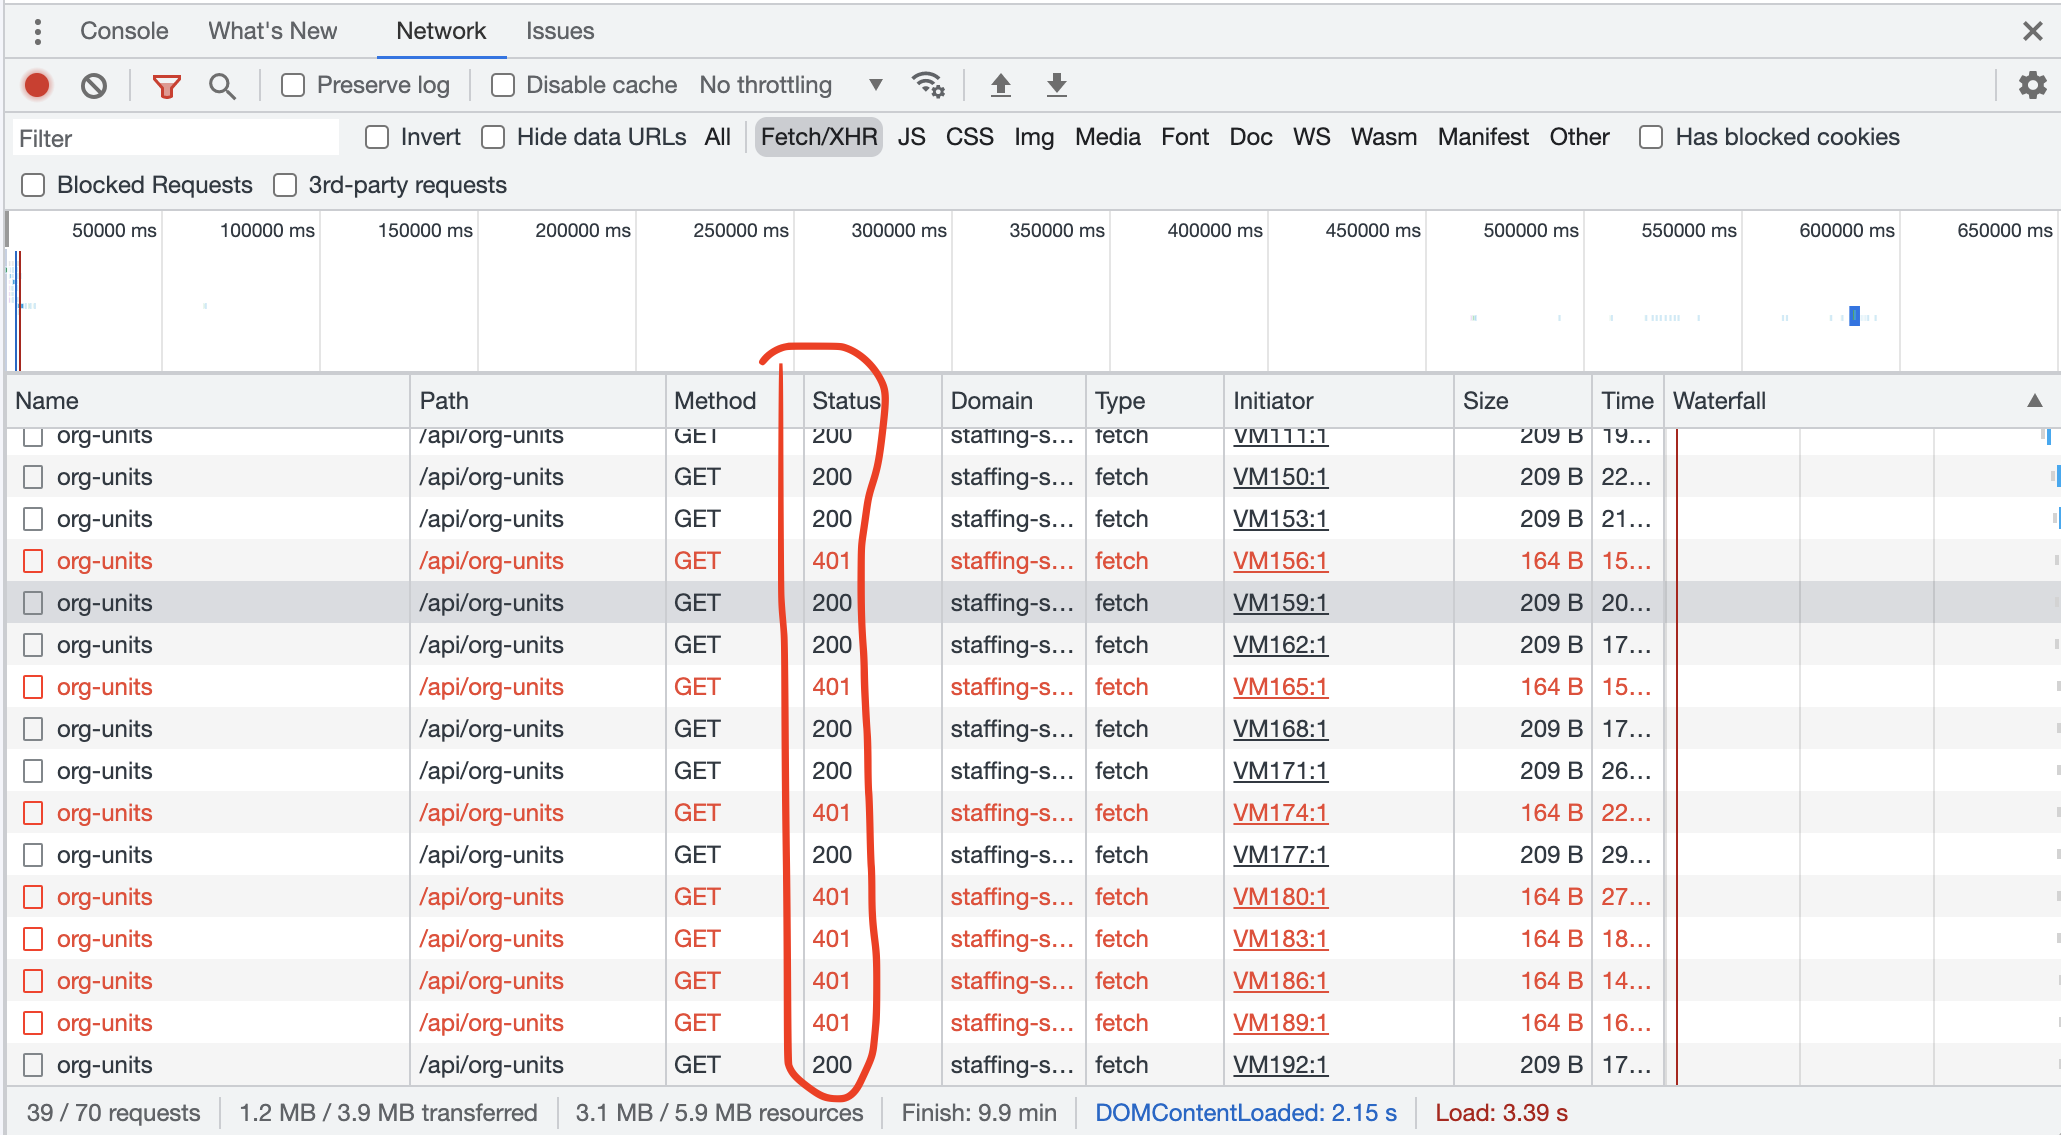 Console What's New Network Issues
Preserve log Disable cache No throttling
Filter Invert Hide data URLs All Fetch/XHR JS CSS Img Media Font Doc WS Wasm Manifest Other Has blocked cookies
Blocked Requests 3rd-party requests
50000 ms 100000 ms 150000 ms 200000 ms 250000 ms 300000 ms 350000 ms 400000 ms 450000 ms 500000 ms 550000 ms 600000 ms 650000 ms
Name Path Method Status Domain Type Initiator Size Time Waterfall
org-units /api/org-units GET 200 staffing-s... fetch VM111:1 209 B 19...
org-units /api/org-units GET 200 staffing-s... fetch VM150:1 209 B 22...
org-units /api/org-units GET 200 staffing-s... fetch VM153:1 209 B 21...
org-units /api/org-units GET 401 staffing-s... fetch VM156:1 164 B 15...
org-units /api/org-units GET 200 staffing-s... fetch VM159:1 209 B 20...
org-units /api/org-units GET 200 staffing-s... fetch VM162:1 209 B 17...
org-units /api/org-units GET 401 staffing-s... fetch VM165:1 164 B 15...
org-units /api/org-units GET 200 staffing-s... fetch VM168:1 209 B 17...
org-units /api/org-units GET 200 staffing-s... fetch VM171:1 209 B 26...
org-units /api/org-units GET 401 staffing-s... fetch VM174:1 164 B 22...
org-units /api/org-units GET 200 staffing-s... fetch VM177:1 209 B 29...
org-units /api/org-units GET 401 staffing-s... fetch VM180:1 164 B 27...
org-units /api/org-units GET 401 staffing-s... fetch VM183:1 164 B 18...
org-units /api/org-units GET 401 staffing-s... fetch VM186:1 164 B 14...
org-units /api/org-units GET 401 staffing-s... fetch VM189:1 164 B 16...
org-units /api/org-units GET 200 staffing-s... fetch VM192:1 209 B 17...
39 / 70 requests 1.2 MB / 3.9 MB transferred 3.1 MB / 5.9 MB resources Finish: 9.9 min DOMContentLoaded: 2.15 s Load: 3.39 s